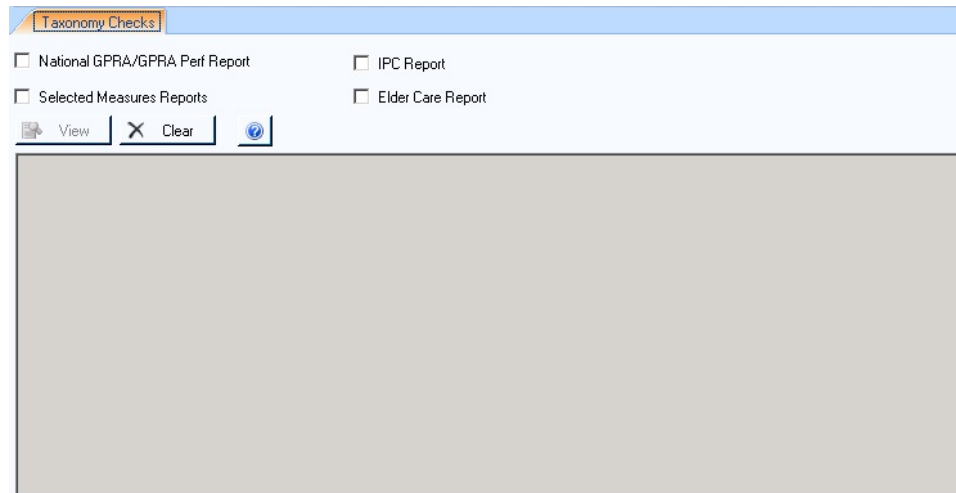 Taxonomy Checks
National GPRA/GPRA Perf Report
IPC Report
Selected Measures Reports
Elder Care Report
View
Clear